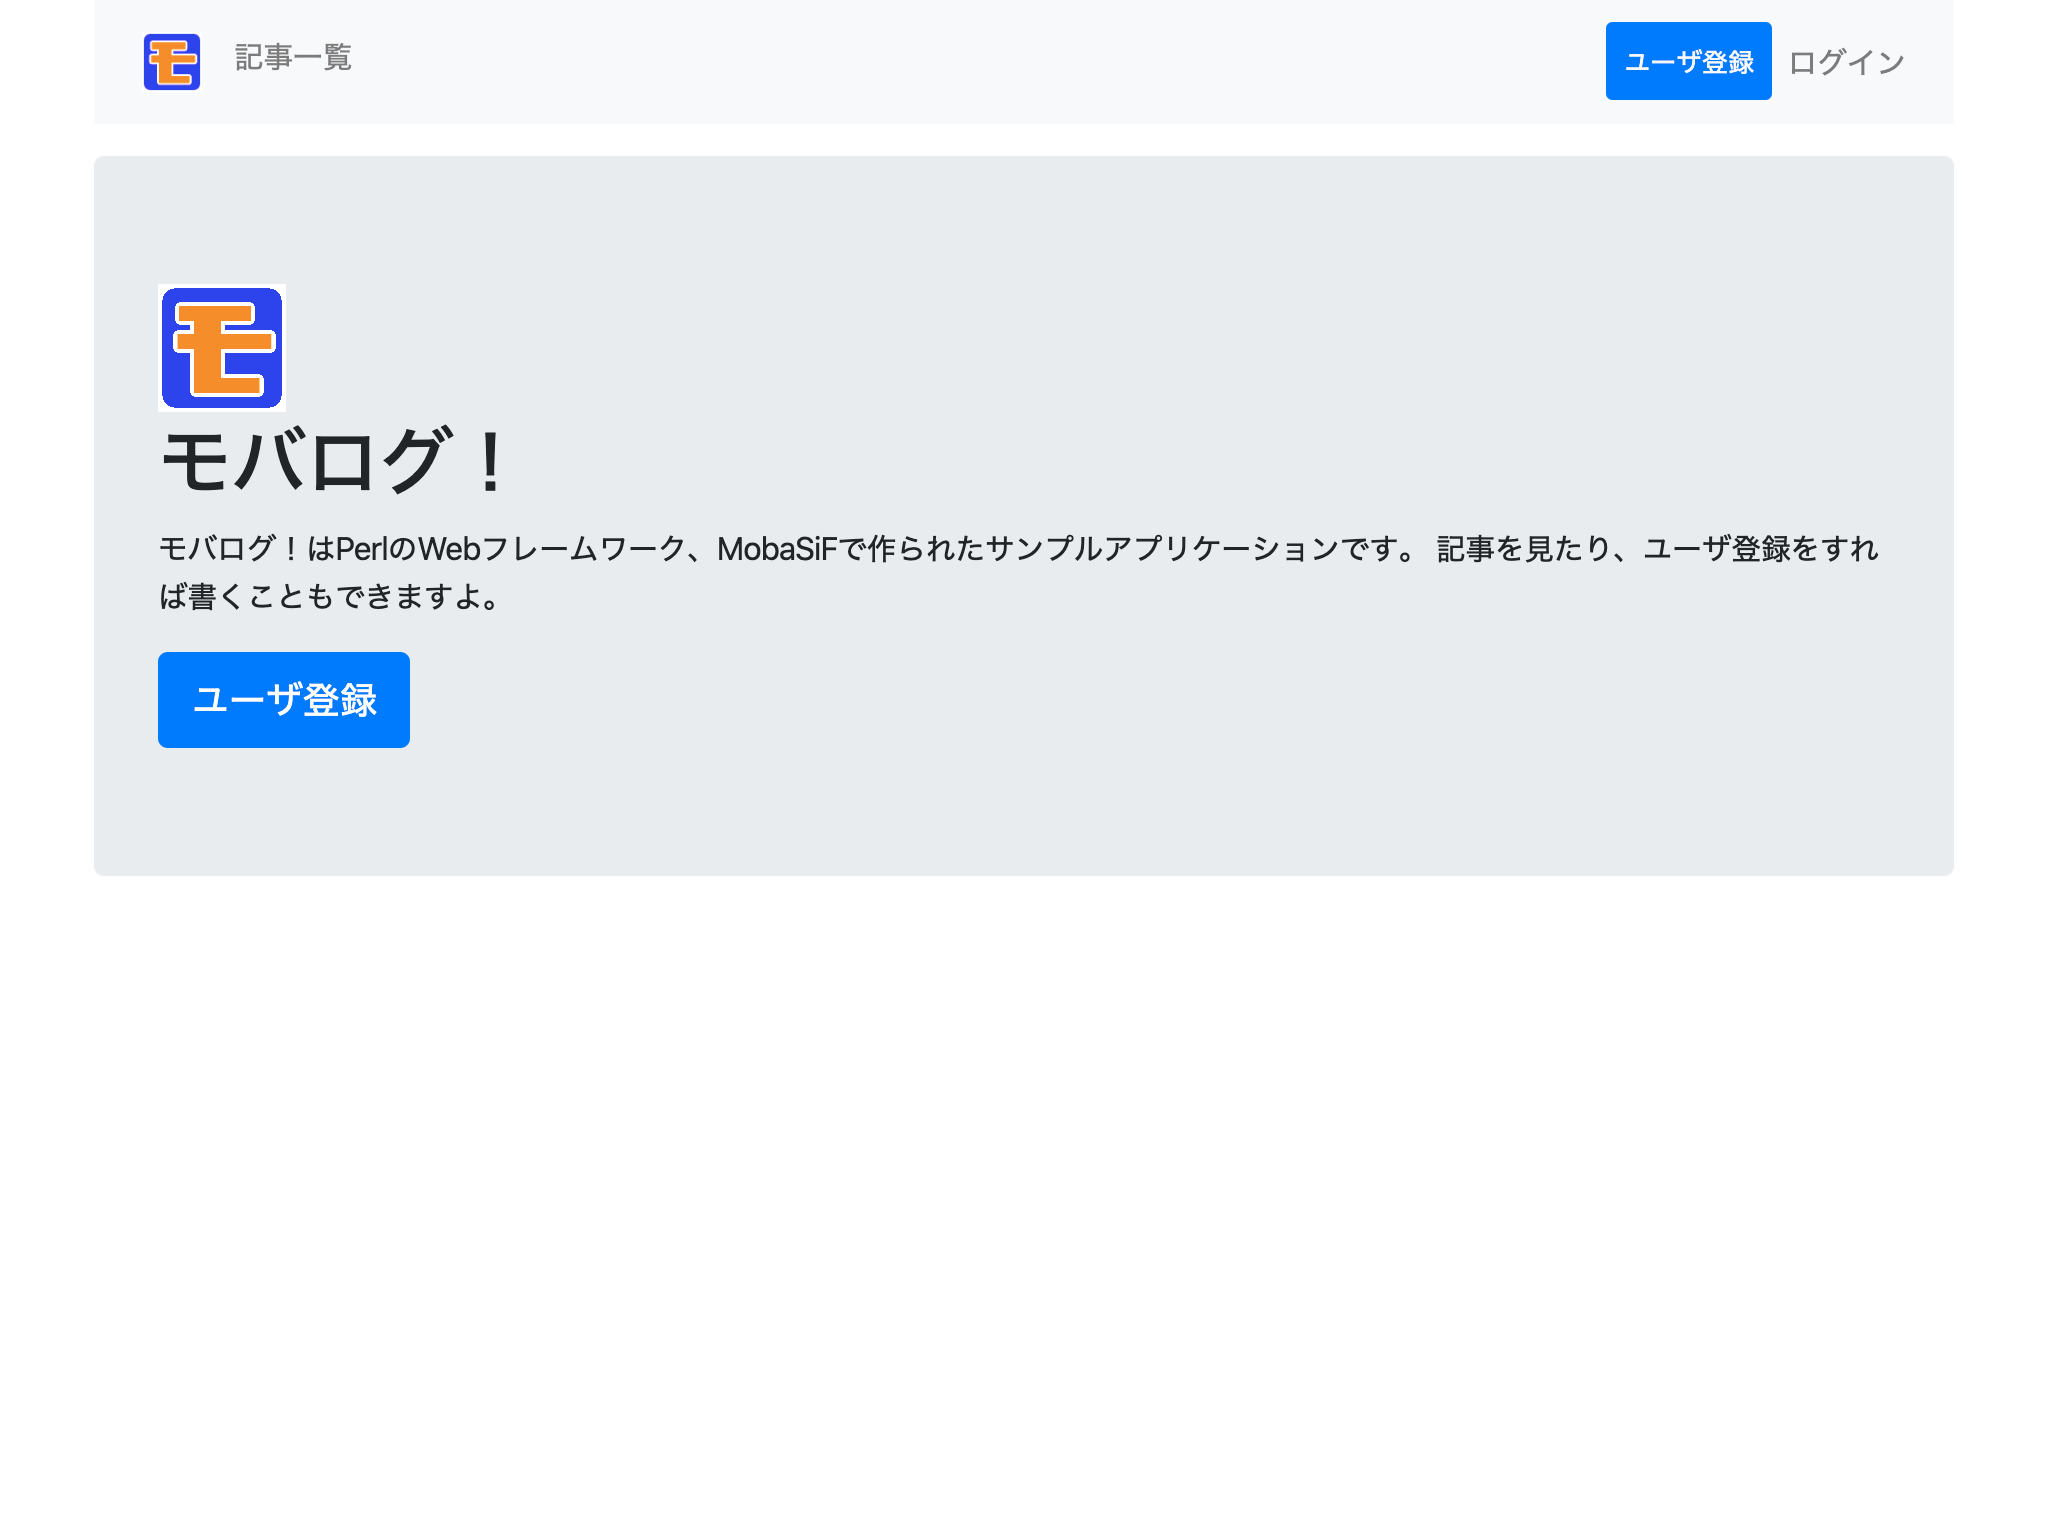 モ 記事一覧 ユーザ登録 ログイン
モ
モバログ！
モバログ！はPerlのWebフレームワーク、MobaSiFで作られたサンプルアプリケーションです。 記事を見たり、ユーザ登録をすれ
ば書くこともできますよ。
ユーザ登録